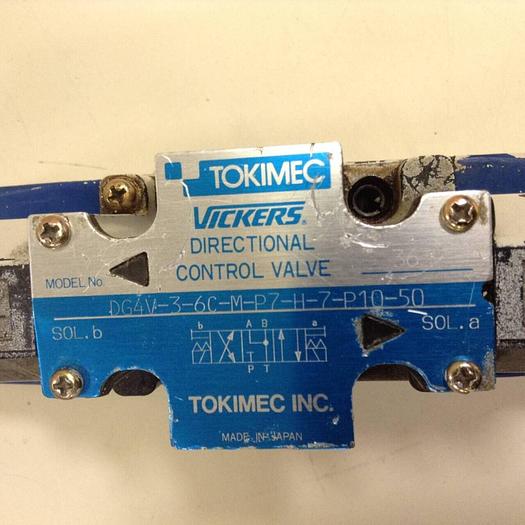 TOKIMEC
VICKERS
DIRECTIONAL
CONTROL VALVE
MODEL No
DG4V-3-6C-M-P7-H-7-P10-50
SOL.b
SOL.a
b A B a
T
P T
TOKIMEC INC.
MADE IN JAPAN